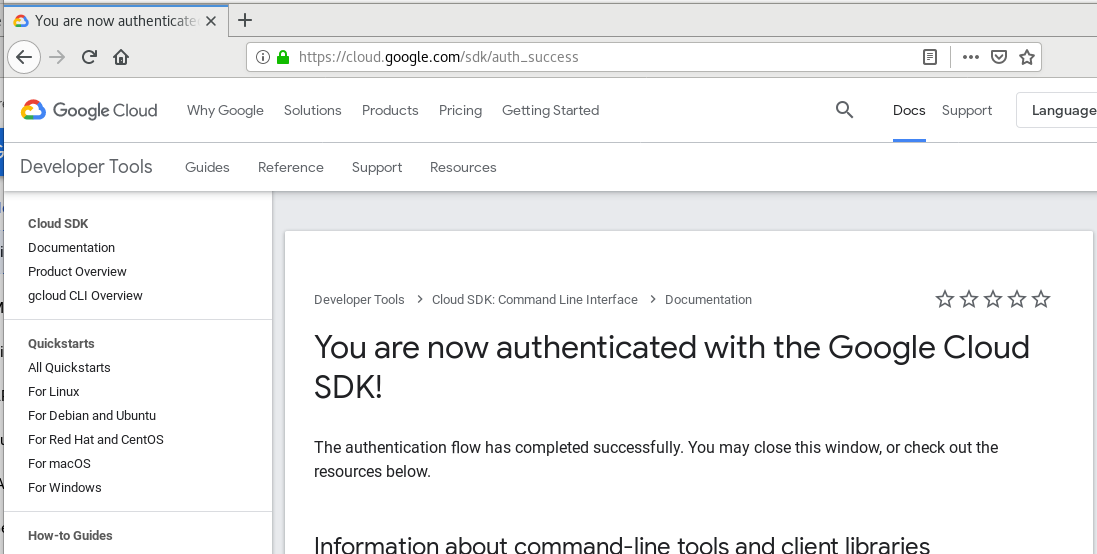 You are now authenticate
https://cloud.google.com/sdk/auth_success
Google Cloud Why Google Solutions Products Pricing Getting Started Docs Support Language
Developer Tools Guides Reference Support Resources
Cloud SDK
Documentation
Product Overview
gcloud CLI Overview
Quickstarts
All Quickstarts
For Linux
For Debian and Ubuntu
For Red Hat and CentOS
For macOS
For Windows
How-to Guides
Developer Tools > Cloud SDK: Command Line Interface > Documentation
You are now authenticated with the Google Cloud
SDK!
The authentication flow has completed successfully. You may close this window, or check out the
resources below.
Information about command-line tools and client libraries